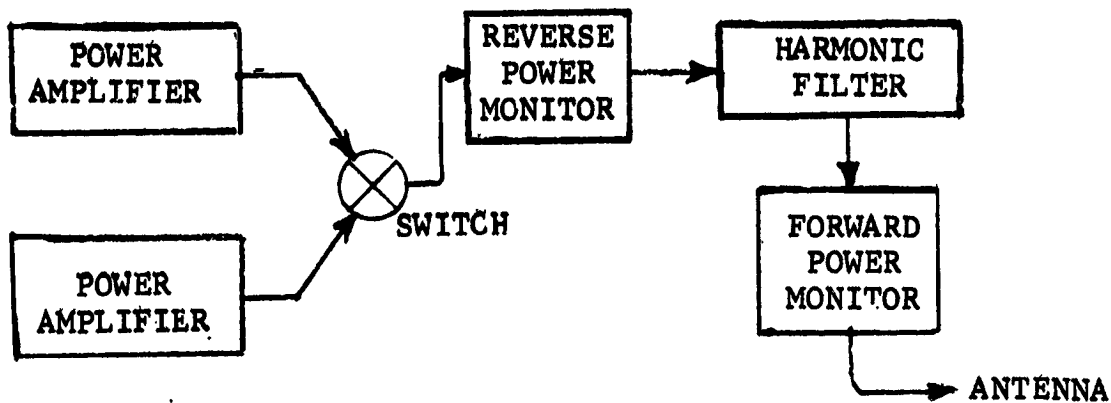 POWER
AMPLIFIER
REVERSE
POWER
MONITOR
HARMONIC
FILTER
SWITCH
POWER
AMPLIFIER
FORWARD
POWER
MONITOR
ANTENNA